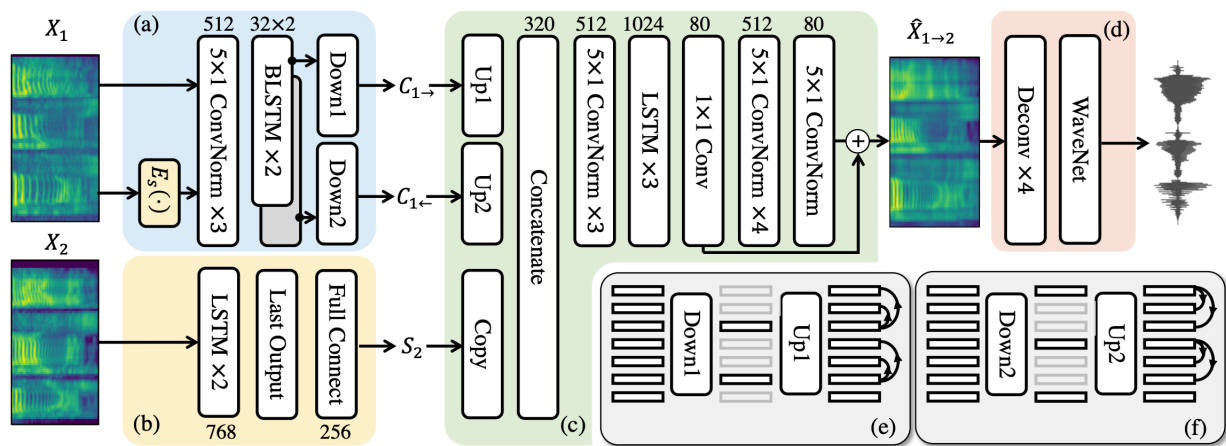 X₁
(a)
512
32×2
E_s(·)
5×1 ConvNorm ×3
BLSTM ×2
Down1
Down2
C₁→
C₁←
X₂
(b)
LSTM ×2
768
Last Output
Full Connect
256
S₂
Up1
Up2
Copy
(c)
320
Concatenate
512
5×1 ConvNorm ×3
1024
LSTM ×3
80
1×1 Conv
512
5×1 ConvNorm ×4
80
5×1 ConvNorm
+
X̂₁→₂
(d)
Deconv ×4
WaveNet
Down1
Up1
(e)
Down2
Up2
(f)